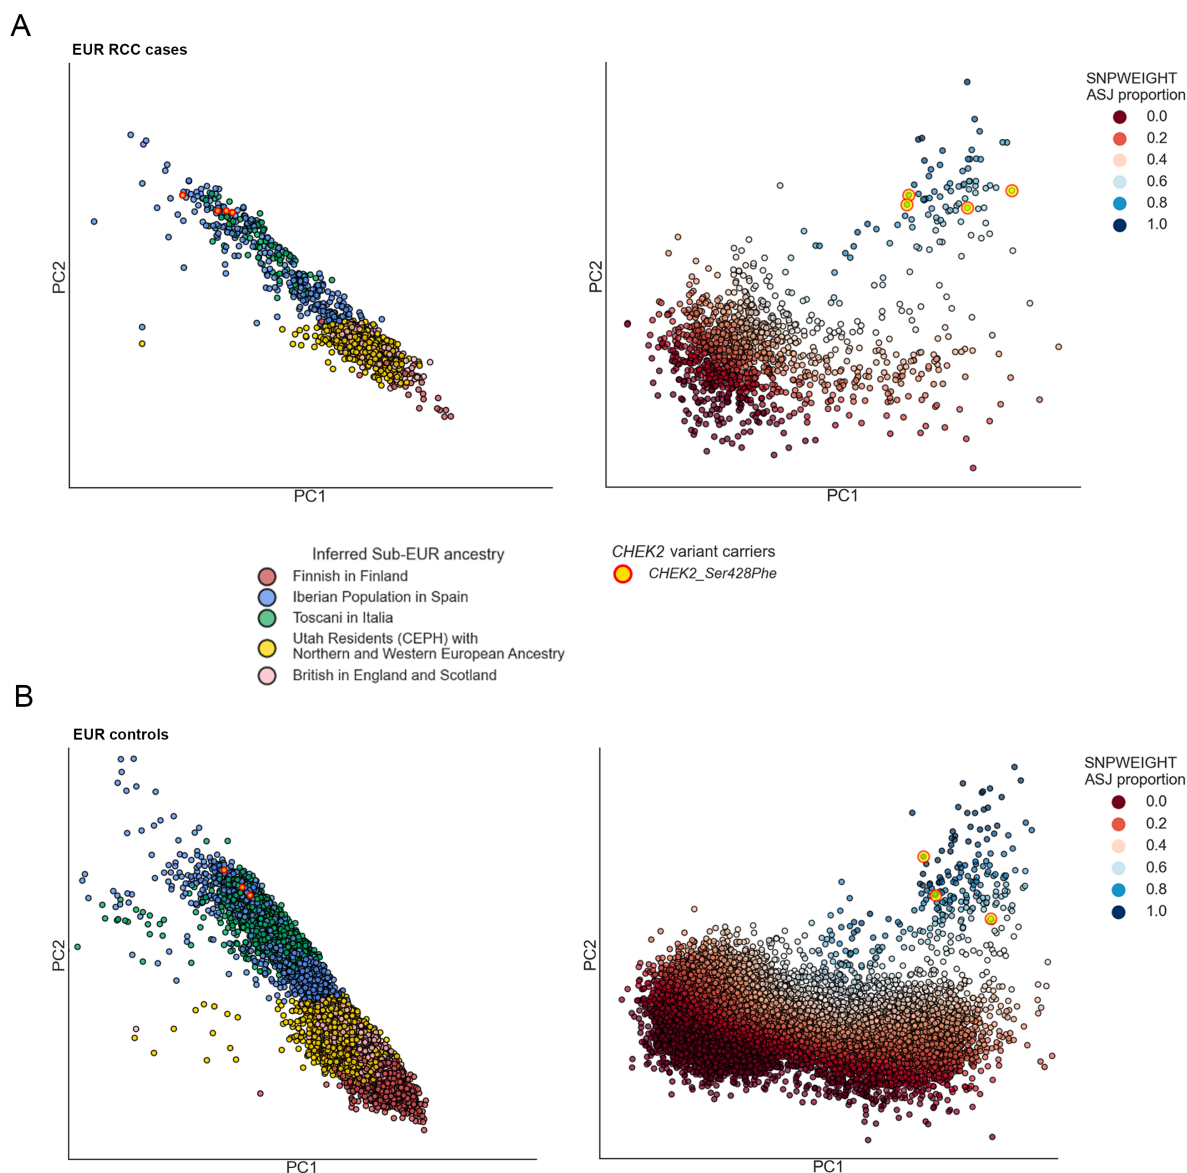 A
EUR RCC cases
PC2
PC1
PC2
PC1
SNPWEIGHT
ASJ proportion
0.0
0.2
0.4
0.6
0.8
1.0
Inferred Sub-EUR ancestry
Finnish in Finland
Iberian Population in Spain
Toscani in Italia
Utah Residents (CEPH) with
Northern and Western European Ancestry
British in England and Scotland
CHEK2 variant carriers
CHEK2_Ser428Phe
B
EUR controls
PC2
PC1
PC2
PC1
SNPWEIGHT
ASJ proportion
0.0
0.2
0.4
0.6
0.8
1.0